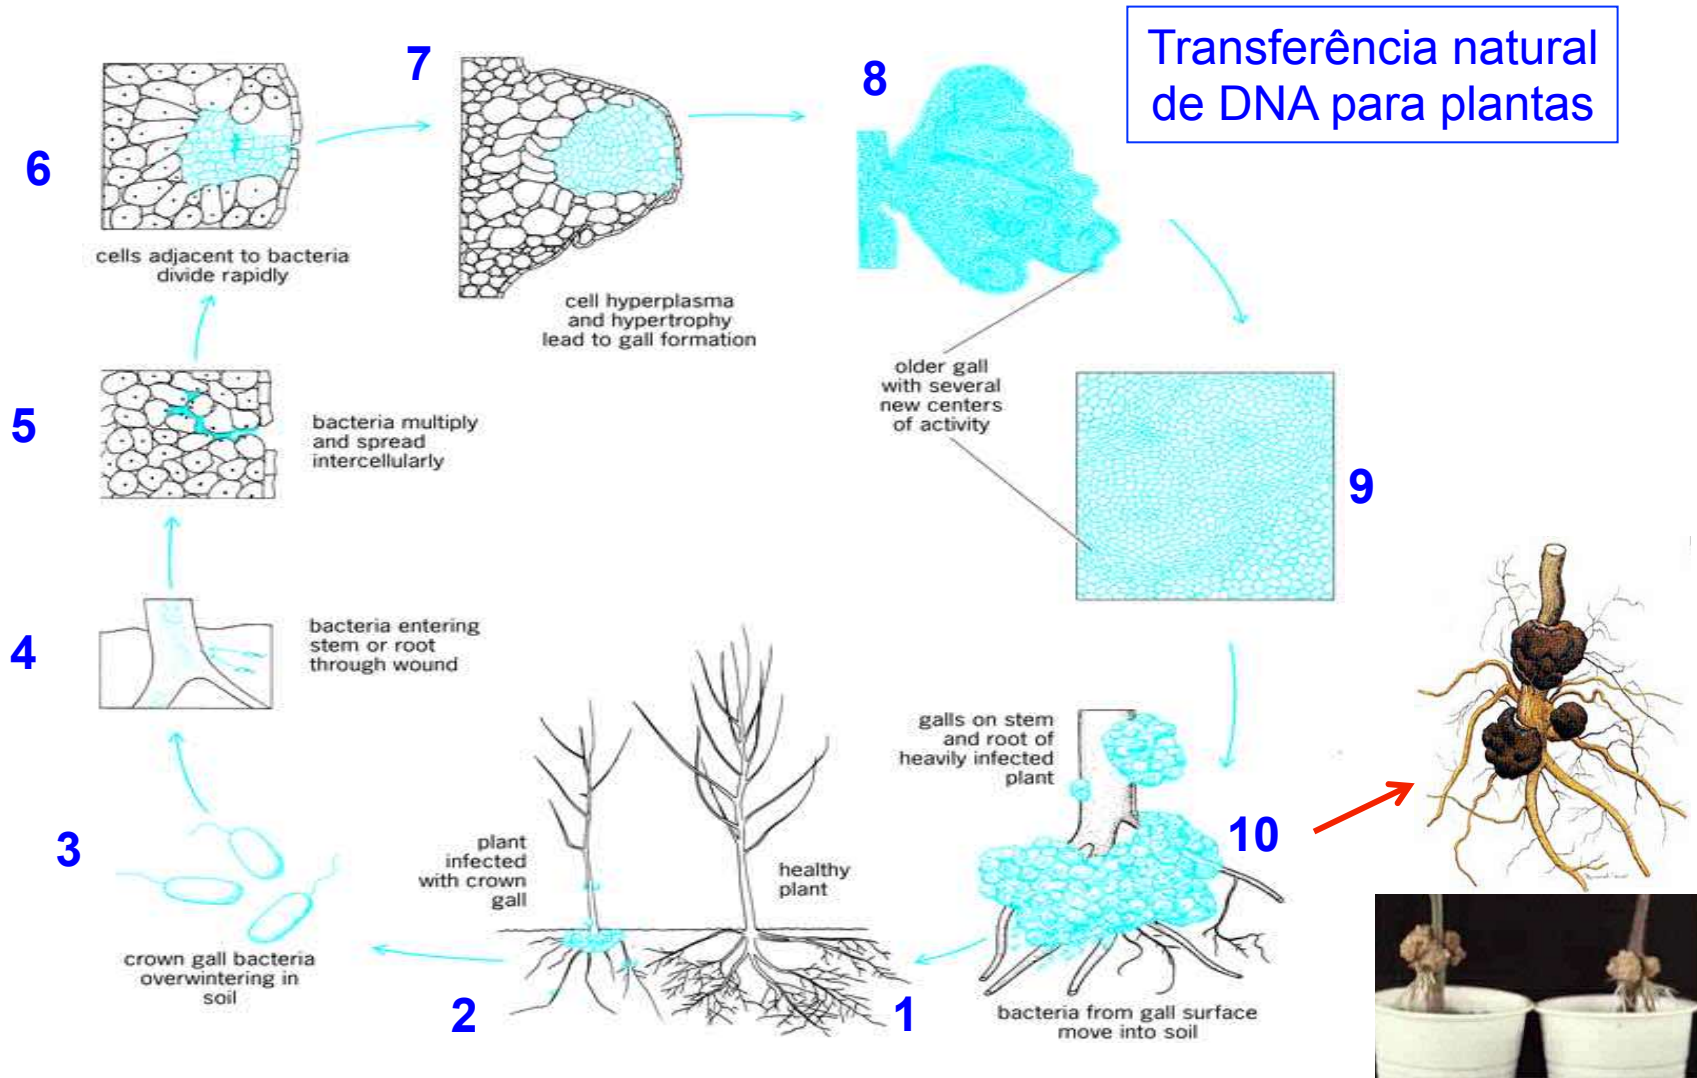 Transferência natural
de DNA para plantas
1
healthy
plant
2
plant
infected
with crown
gall
3
crown gall bacteria
overwintering in
soil
4
bacteria entering
stem or root
through wound
5
bacteria multiply
and spread
intercellularly
6
cells adjacent to bacteria
divide rapidly
7
cell hyperplasma
and hypertrophy
lead to gall formation
8
older gall
with several
new centers
of activity
9
10
galls on stem
and root of
heavily infected
plant
bacteria from gall surface
move into soil